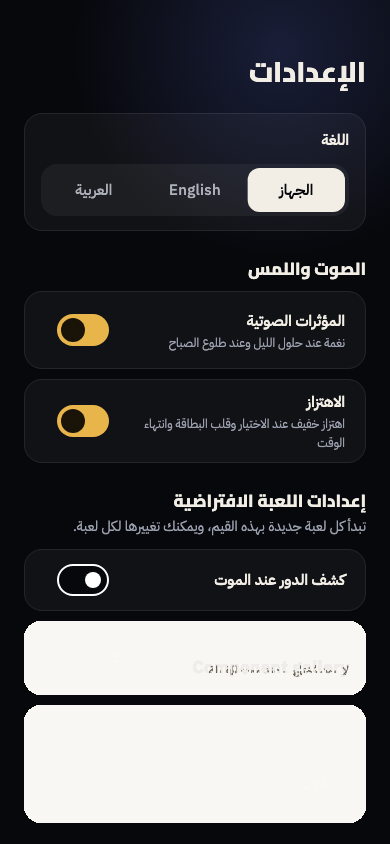 الإعدادات
اللغة
الجهاز
English
العربية
الصوت واللمس
المؤثرات الصوتية
نغمة عند حلول الليل وعند طلوع الصباح
الاهتزاز
اهتزاز خفيف عند الاختيار وقلب البطاقة وانتهاء
الوقت
إعدادات اللعبة الافتراضية
تبدأ كل لعبة جديدة بهذه القيم، ويمكنك تغييرها لكل لعبة.
كشف الدور عند الموت